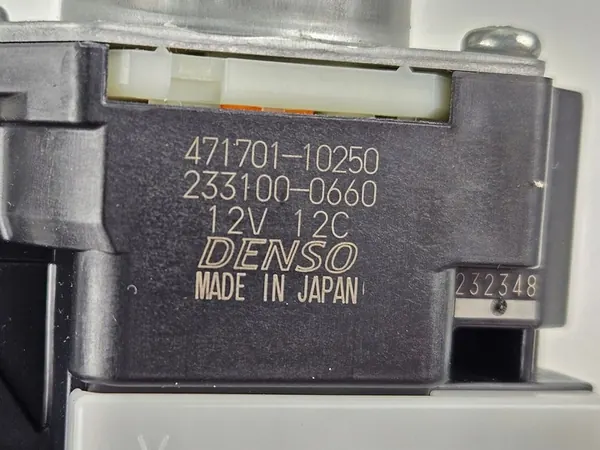 471701-10250
233100-0660
12V 12C
DENSO
MADE IN JAPAN
232348